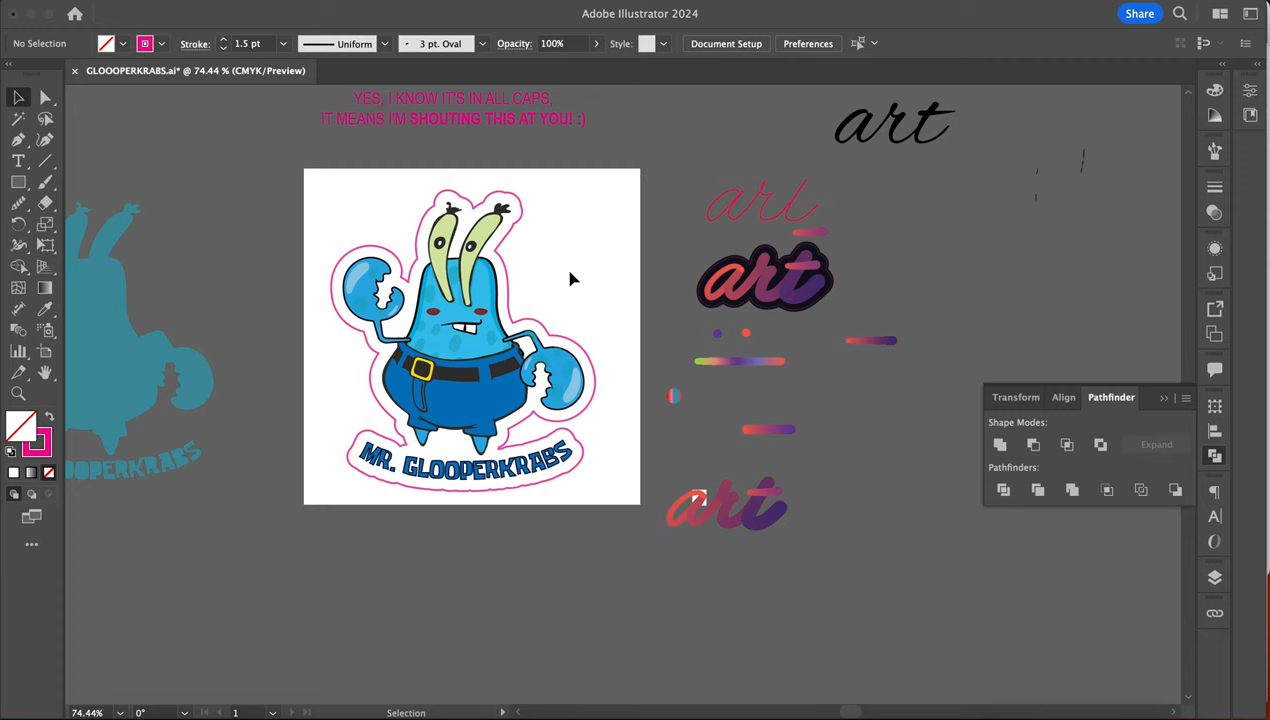 Adobe Illustrator 2024
Share
No Selection
Stroke:
1.5 pt
Uniform
3 pt. Oval
Opacity:
100%
Style:
Document Setup
Preferences
GLOOOPERKRABS.ai* @ 74.44 % (CMYK/Preview)
YES, I KNOW IT'S IN ALL CAPS,
IT MEANS I'M SHOUTING THIS AT YOU! :)
art
art
art
MR. GLOOPERKRABS
OOPERKRABS
art
Transform
Align
Pathfinder
Shape Modes:
Expand
Pathfinders:
74.44%
0°
1
Selection